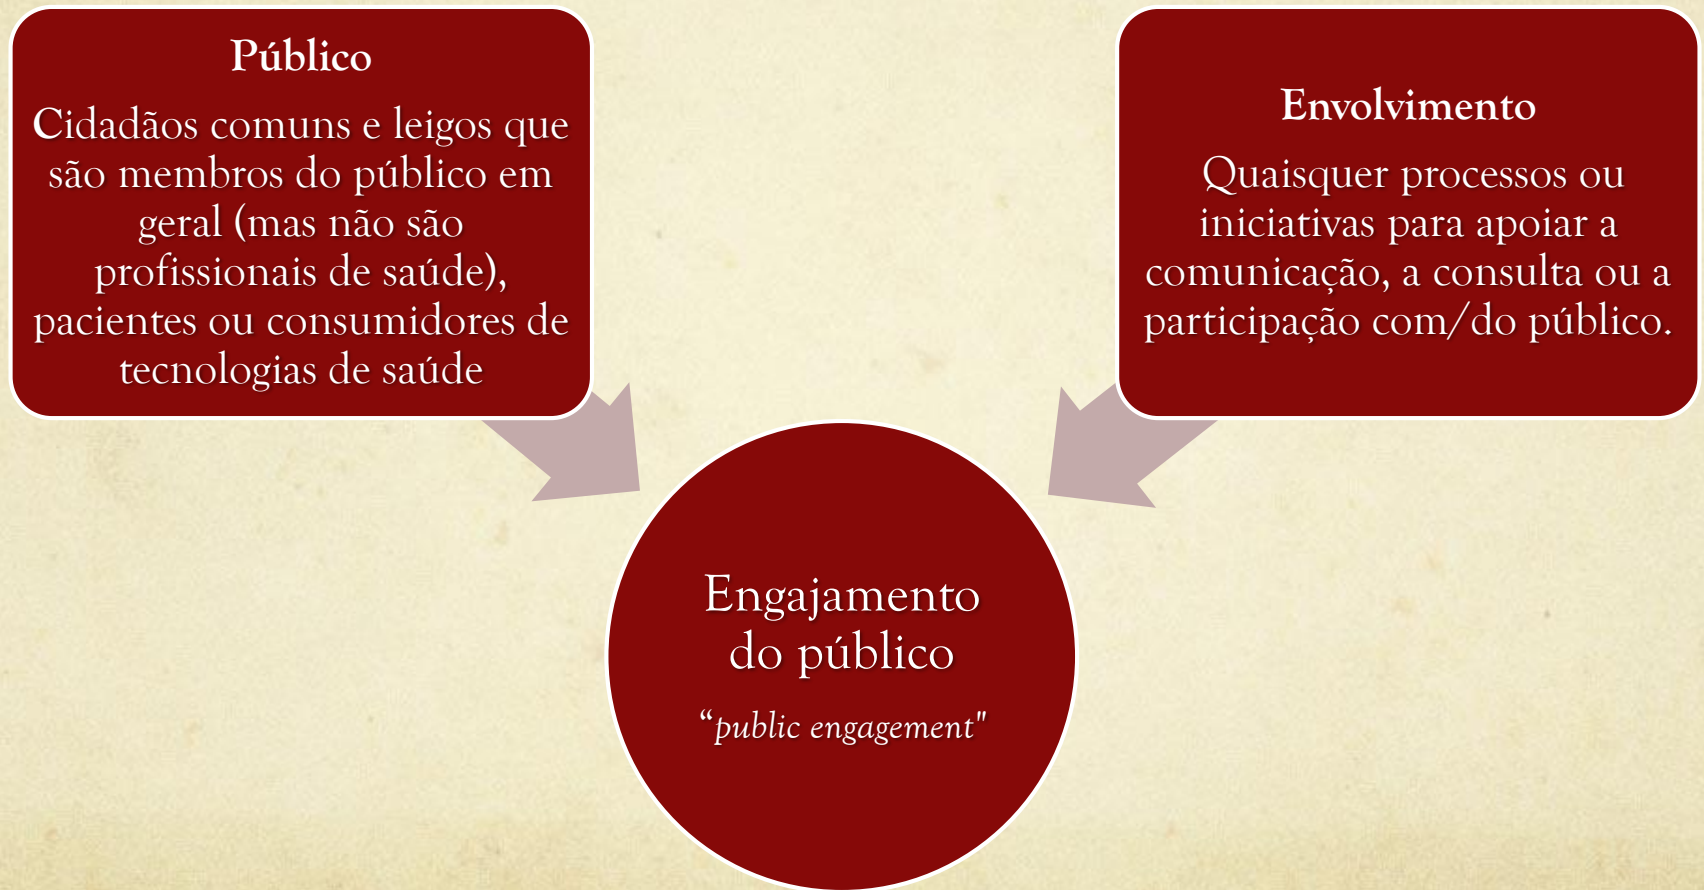 Público
Cidadãos comuns e leigos que
são membros do público em
geral (mas não são
profissionais de saúde),
pacientes ou consumidores de
tecnologias de saúde
Envolvimento
Quaisquer processos ou
iniciativas para apoiar a
comunicação, a consulta ou a
participação com/do público.
Engajamento
do público
“public engagement"